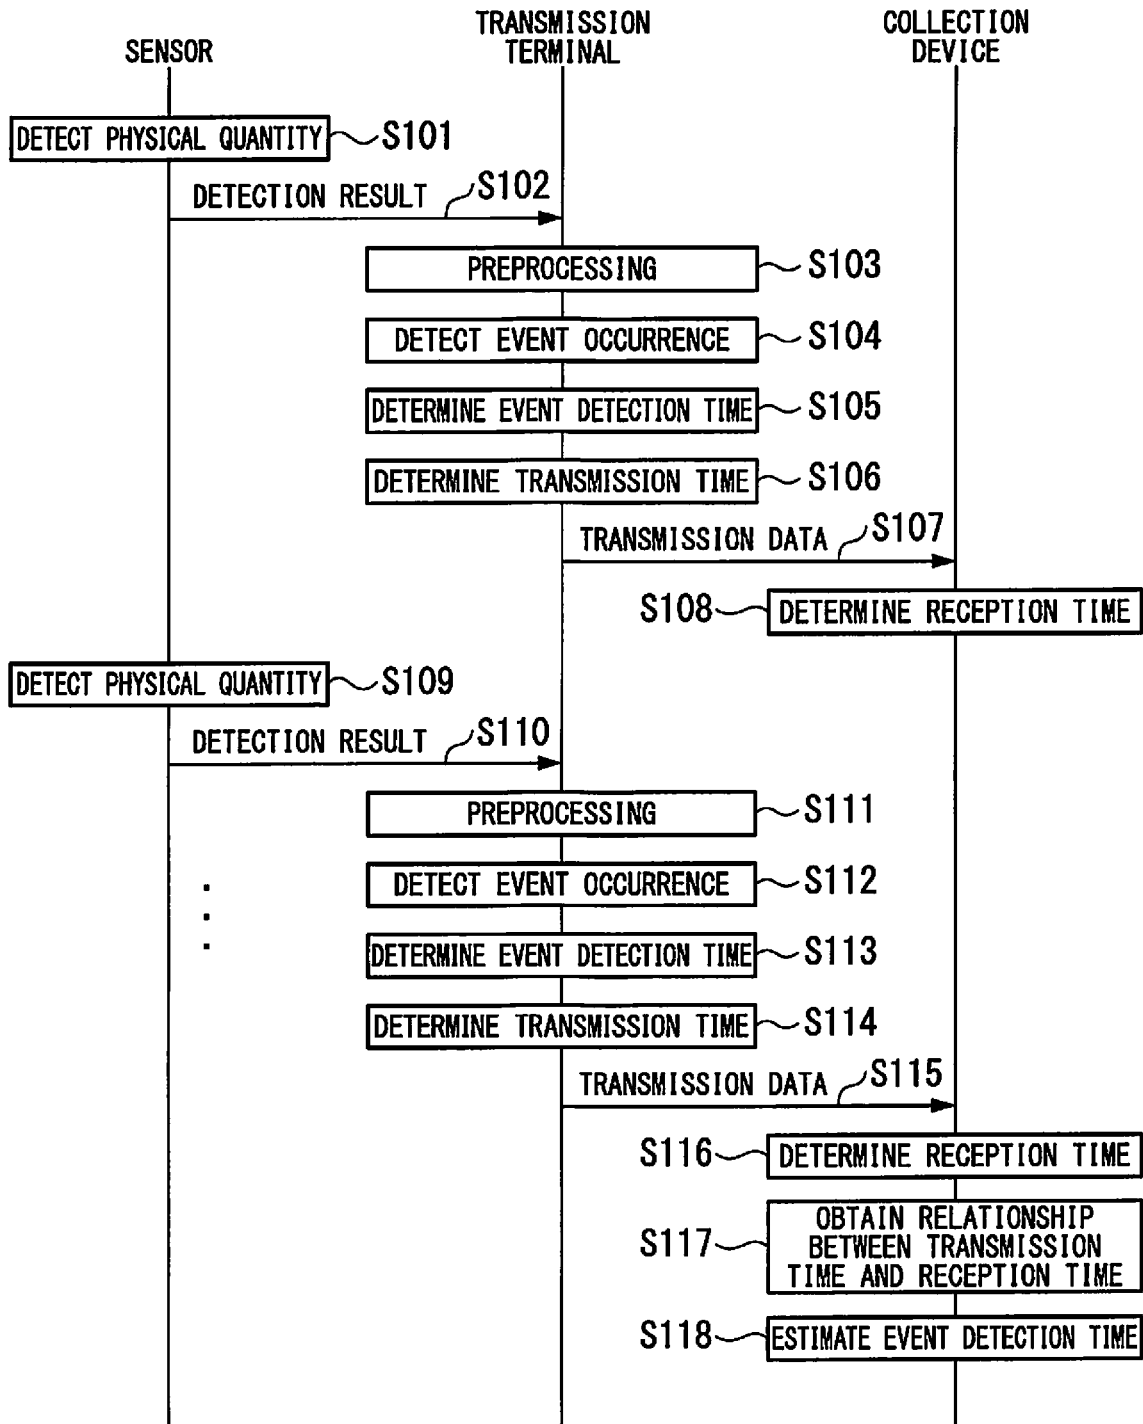 SENSOR
TRANSMISSION
TERMINAL
COLLECTION
DEVICE
DETECT PHYSICAL QUANTITY
S101
DETECTION RESULT
S102
PREPROCESSING
S103
DETECT EVENT OCCURRENCE
S104
DETERMINE EVENT DETECTION TIME
S105
DETERMINE TRANSMISSION TIME
S106
TRANSMISSION DATA
S107
S108
DETERMINE RECEPTION TIME
DETECT PHYSICAL QUANTITY
S109
DETECTION RESULT
S110
PREPROCESSING
S111
DETECT EVENT OCCURRENCE
S112
DETERMINE EVENT DETECTION TIME
S113
DETERMINE TRANSMISSION TIME
S114
TRANSMISSION DATA
S115
S116
DETERMINE RECEPTION TIME
S117
OBTAIN RELATIONSHIP
BETWEEN TRANSMISSION
TIME AND RECEPTION TIME
S118
ESTIMATE EVENT DETECTION TIME